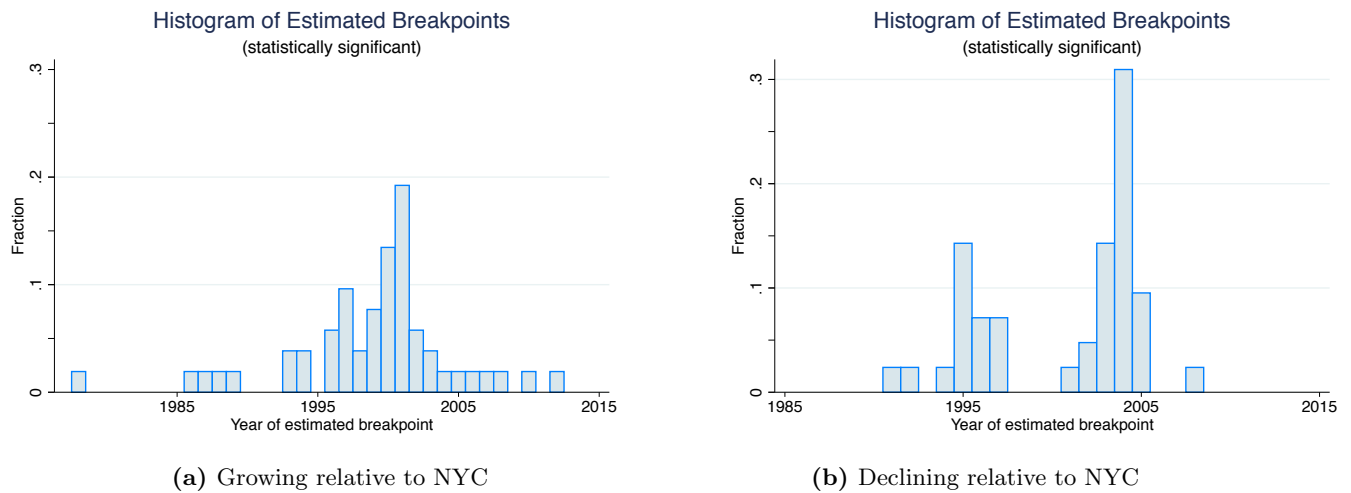 Histogram of Estimated Breakpoints
(statistically significant)
Fraction
.3
.2
.1
0
1985 1995 2005 2015
Year of estimated breakpoint
(a) Growing relative to NYC
Histogram of Estimated Breakpoints
(statistically significant)
Fraction
.3
.2
.1
0
1985 1995 2005 2015
Year of estimated breakpoint
(b) Declining relative to NYC